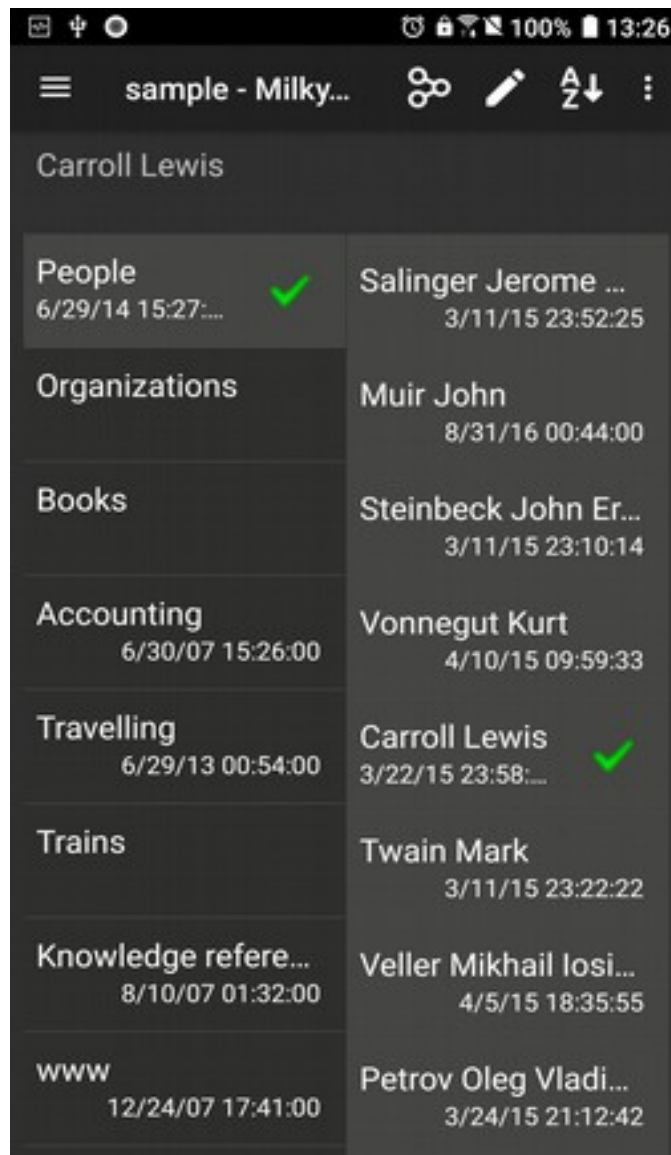 100% 13:26
sample - Milky...
Carroll Lewis
People
6/29/14 15:27:...
Organizations
Books
Accounting
6/30/07 15:26:00
Travelling
6/29/13 00:54:00
Trains
Knowledge refere...
8/10/07 01:32:00
www
12/24/07 17:41:00
Salinger Jerome ...
3/11/15 23:52:25
Muir John
8/31/16 00:44:00
Steinbeck John Er...
3/11/15 23:10:14
Vonnegut Kurt
4/10/15 09:59:33
Carroll Lewis
3/22/15 23:58:...
Twain Mark
3/11/15 23:22:22
Veller Mikhail Iosi...
4/5/15 18:35:55
Petrov Oleg Vladi...
3/24/15 21:12:42